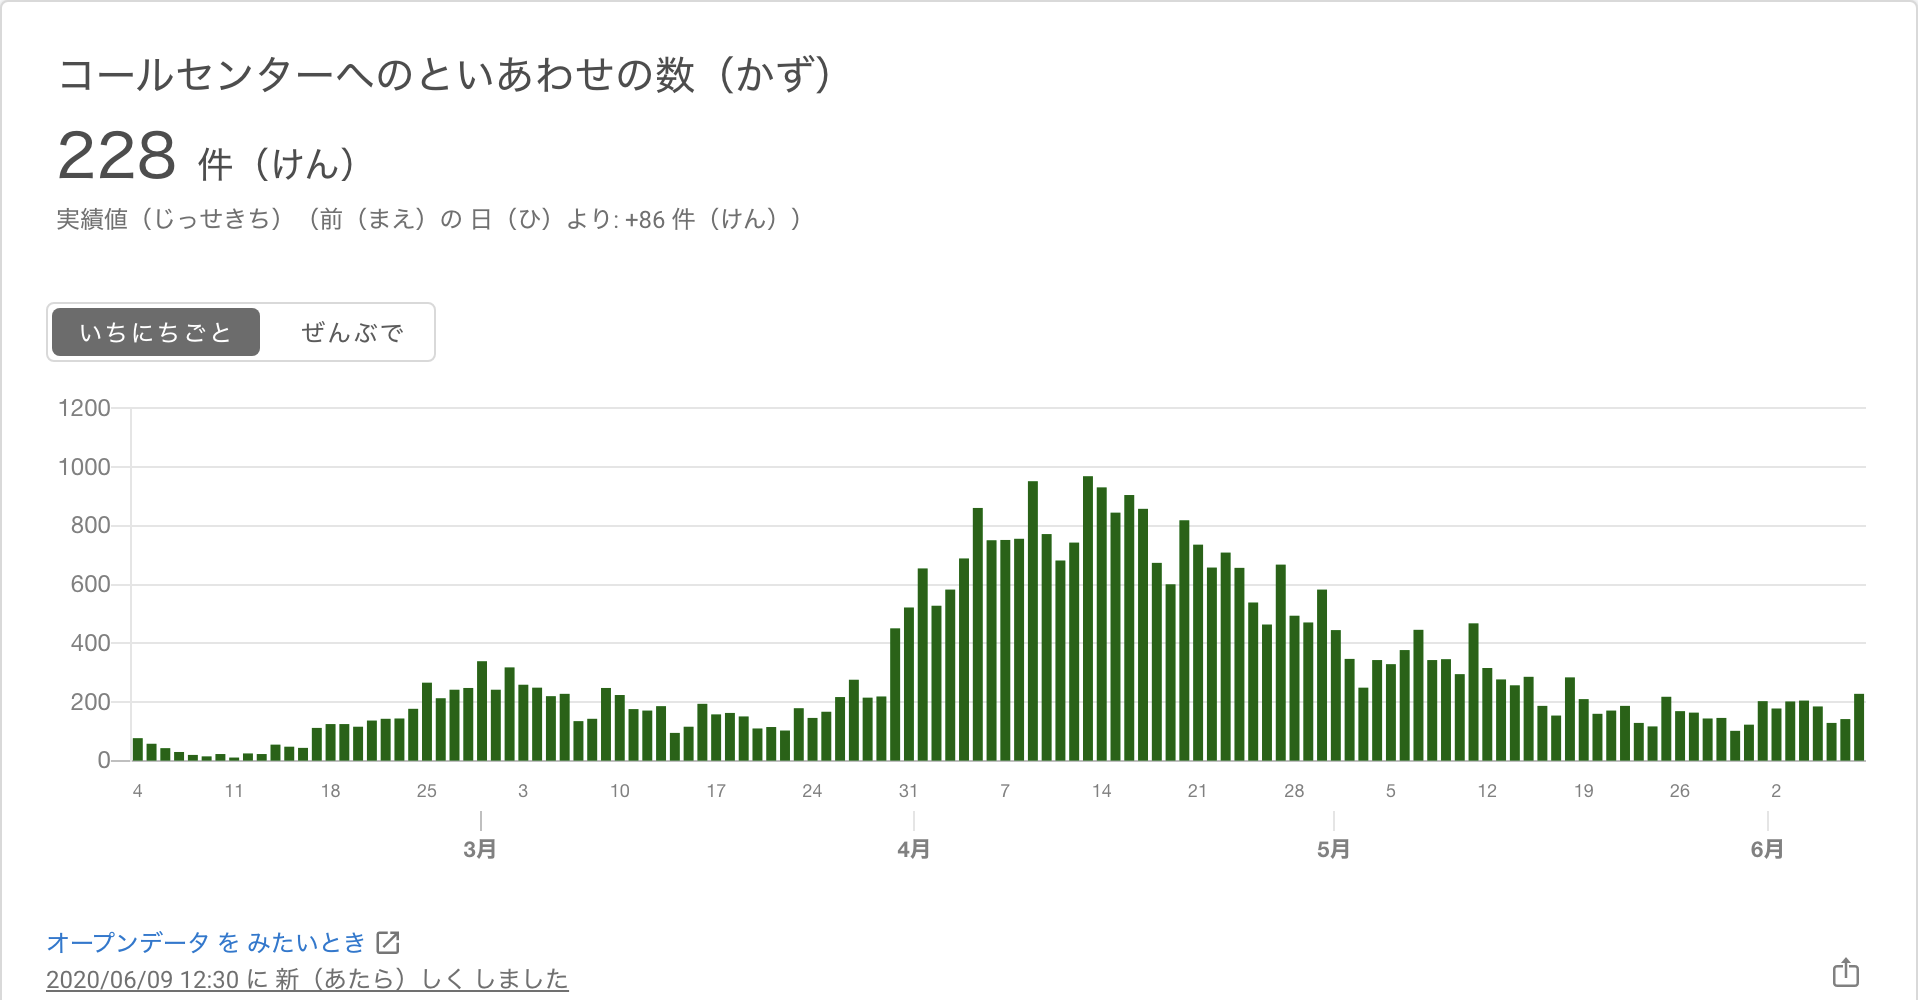 コールセンターへのといあわせの数（かず）
228 件（けん）
実績値（じっせきち）（前（まえ）の 日（ひ）より: +86 件（けん））
いちにちごと ぜんぶで
1200
1000
800
600
400
200
0
4 11 18 25 3 10 17 24 31 7 14 21 28 5 12 19 26 2
3月 4月 5月 6月
オープンデータ を みたいとき
2020/06/09 12:30 に 新（あたら）しく しました